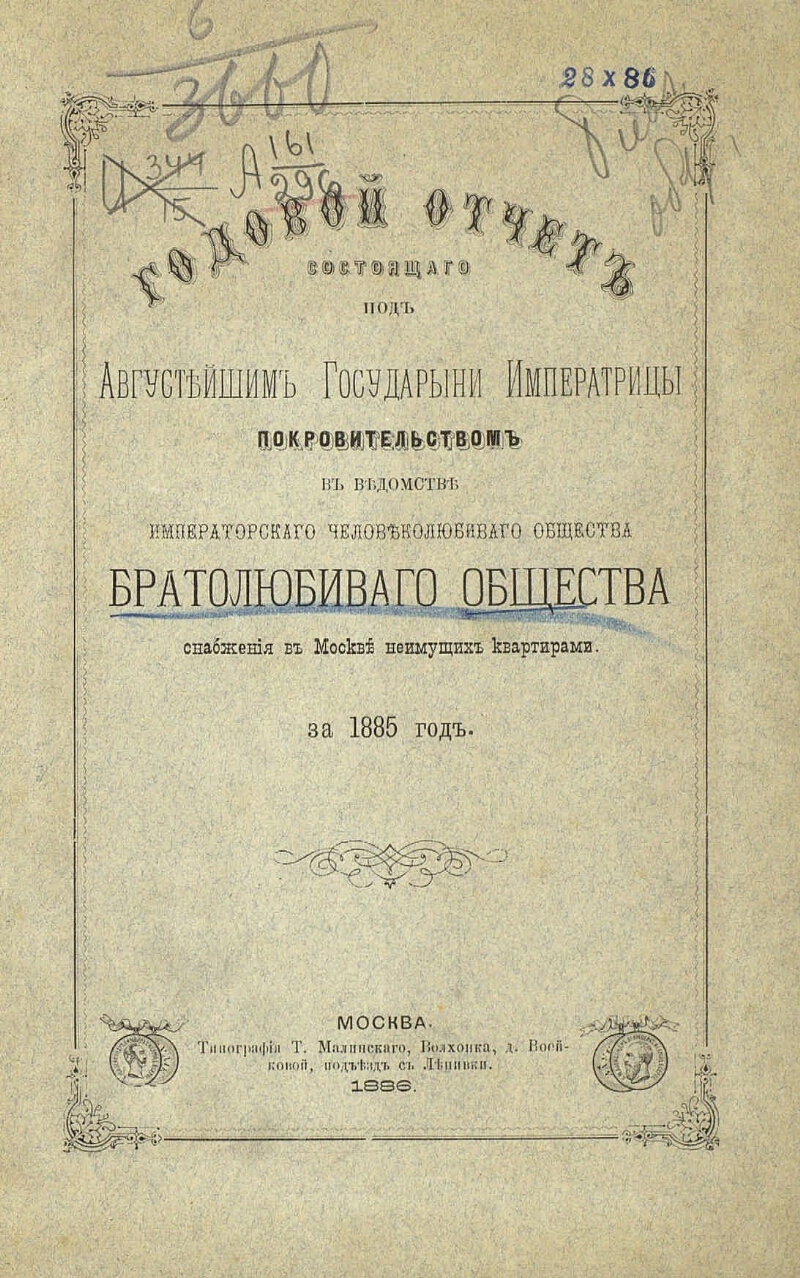 28 X 86
ГОДОВОЙ ОТЧЕТЪ
СОСТОЯЩАГО
ПОДЪ
АВГУСТѢЙШИМЪ ГОСУДАРЫНИ ИМПЕРАТРИЦЫ
ПОКРОВИТЕЛЬСТВОМЪ
ВЪ ВѢДОМСТВѢ
ИМПЕРАТОРСКАГО ЧЕЛОВѢКОЛЮБИВАГО ОБЩЕСТВА
БРАТОЛЮБИВАГО ОБЩЕСТВА
снабженія въ Москвѣ неимущихъ квартирами.
за 1885 годъ.
МОСКВА.
Типографія Т. Малинскаго, Волхонка, д. Воей-
ковой, подъѣздъ съ Лѣнивки.
1886.